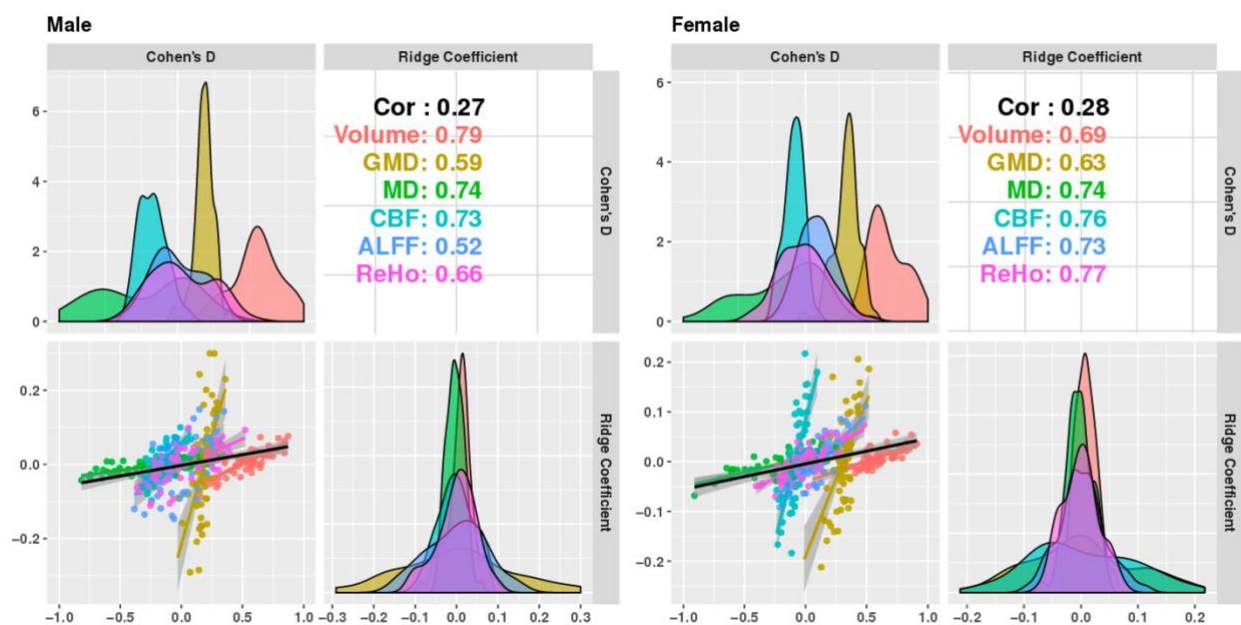 Male
Female
Cohen's D
Ridge Coefficient
Cohen's D
Ridge Coefficient
6
4
2
0
Cor : 0.27
Volume: 0.79
GMD: 0.59
MD: 0.74
CBF: 0.73
ALFF: 0.52
ReHo: 0.66
Cohen's D
6
4
2
0
Cor : 0.28
Volume: 0.69
GMD: 0.63
MD: 0.74
CBF: 0.76
ALFF: 0.73
ReHo: 0.77
Cohen's D
0.2
0.0
−0.2
Ridge Coefficient
0.2
0.1
0.0
−0.1
−0.2
Ridge Coefficient
−1.0 −0.5 0.0 0.5 1.0
−0.3 −0.2 −0.1 0.0 0.1 0.2 0.3
−1.0 −0.5 0.0 0.5 1.0
−0.2 −0.1 0.0 0.1 0.2